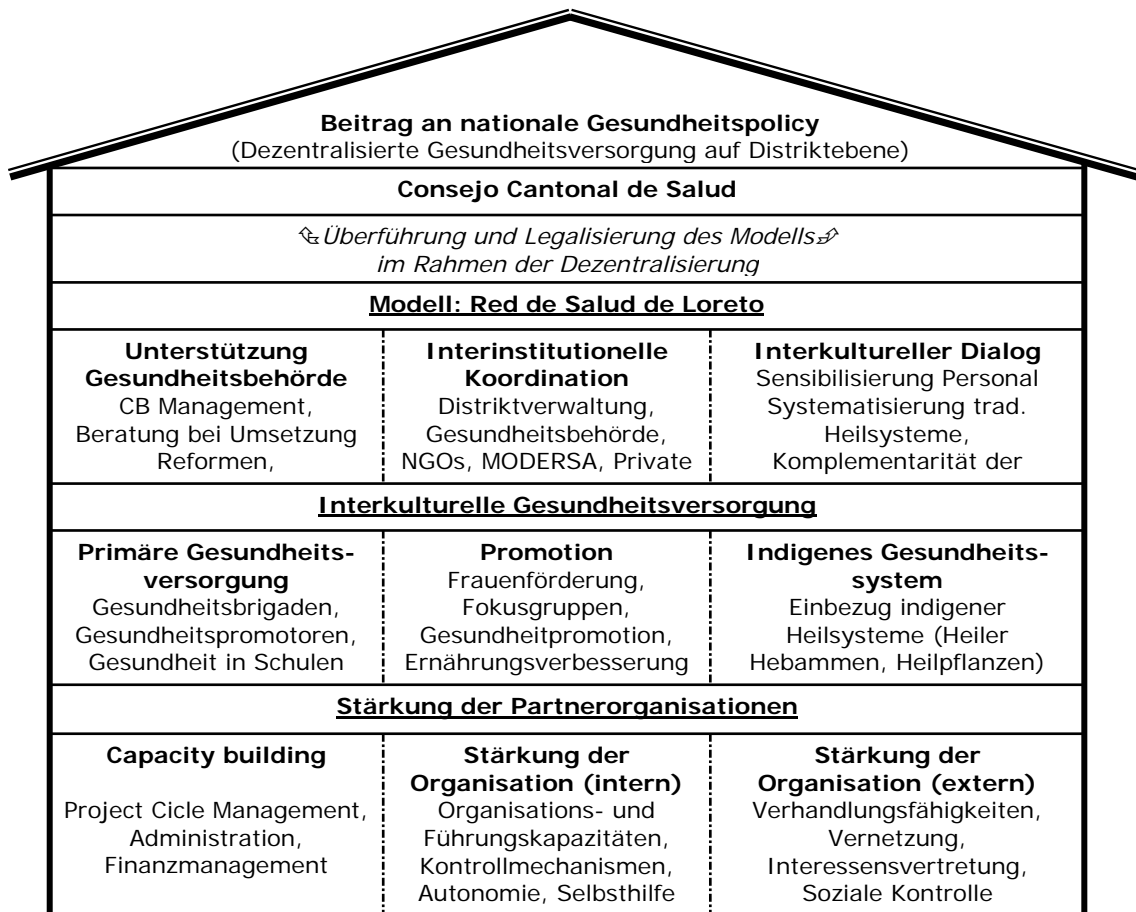 Beitrag an nationale Gesundheitspolicy
(Dezentralisierte Gesundheitsversorgung auf Distriktebene)
Consejo Cantonal de Salud
Überführung und Legalisierung des Modells
im Rahmen der Dezentralisierung
Modell: Red de Salud de Loreto
Unterstützung
Gesundheitsbehörde
CB Management,
Beratung bei Umsetzung
Reformen,
Interinstitutionelle
Koordination
Distriktverwaltung,
Gesundheitsbehörde,
NGOs, MODERSA, Private
Interkultureller Dialog
Sensibilisierung Personal
Systematisierung trad.
Heilsysteme,
Komplementarität der
Interkulturelle Gesundheitsversorgung
Primäre Gesundheits-
versorgung
Gesundheitsbrigaden,
Gesundheitspromotoren,
Gesundheit in Schulen
Promotion
Frauenförderung,
Fokusgruppen,
Gesundheitpromotion,
Ernährungsverbesserung
Indigenes Gesundheits-
system
Einbezug indigener
Heilsysteme (Heiler
Hebammen, Heilpflanzen)
Stärkung der Partnerorganisationen
Capacity building
Project Cicle Management,
Administration,
Finanzmanagement
Stärkung der
Organisation (intern)
Organisations- und
Führungskapazitäten,
Kontrollmechanismen,
Autonomie, Selbsthilfe
Stärkung der
Organisation (extern)
Verhandlungsfähigkeiten,
Vernetzung,
Interessensvertretung,
Soziale Kontrolle